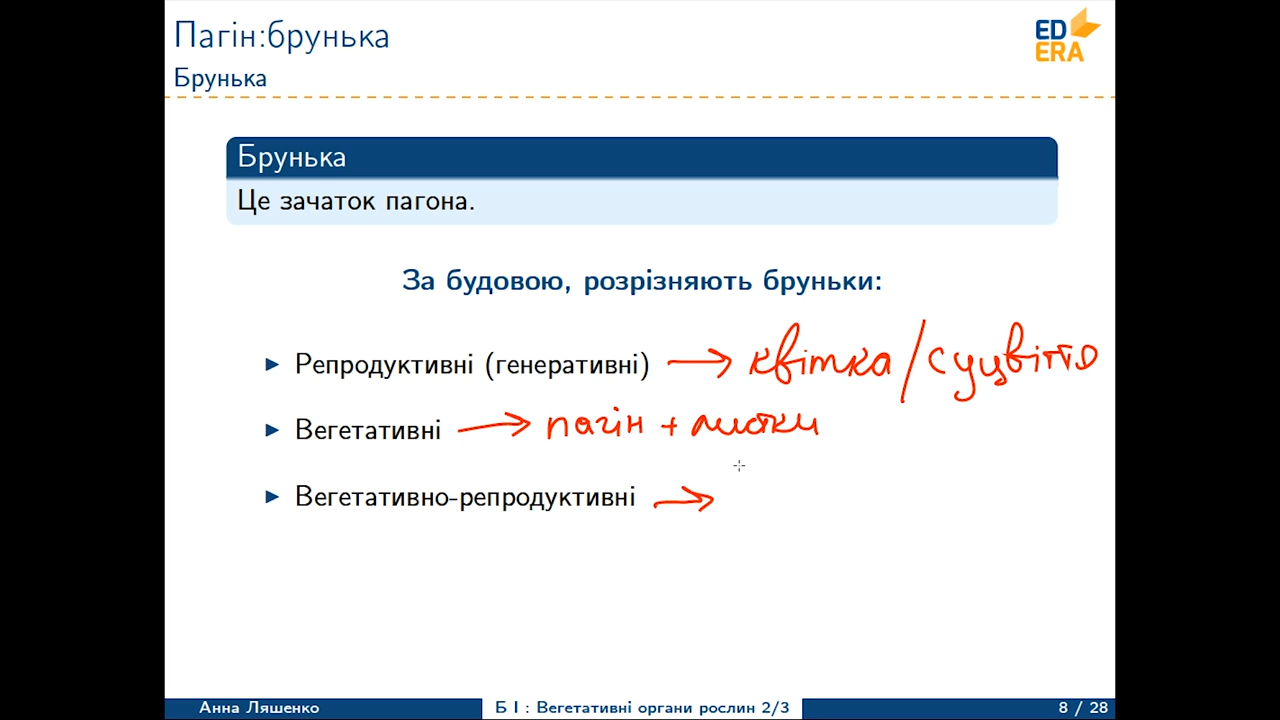 Пагін:брунька
ED
ERA
Брунька
Брунька
Це зачаток пагона.
За будовою, розрізняють бруньки:
Репродуктивні (генеративні) → квітка/суцвіття
Вегетативні → пагін + листки
Вегетативно-репродуктивні →
Анна Ляшенко
Б І : Вегетативні органи рослин 2/3
8 / 28